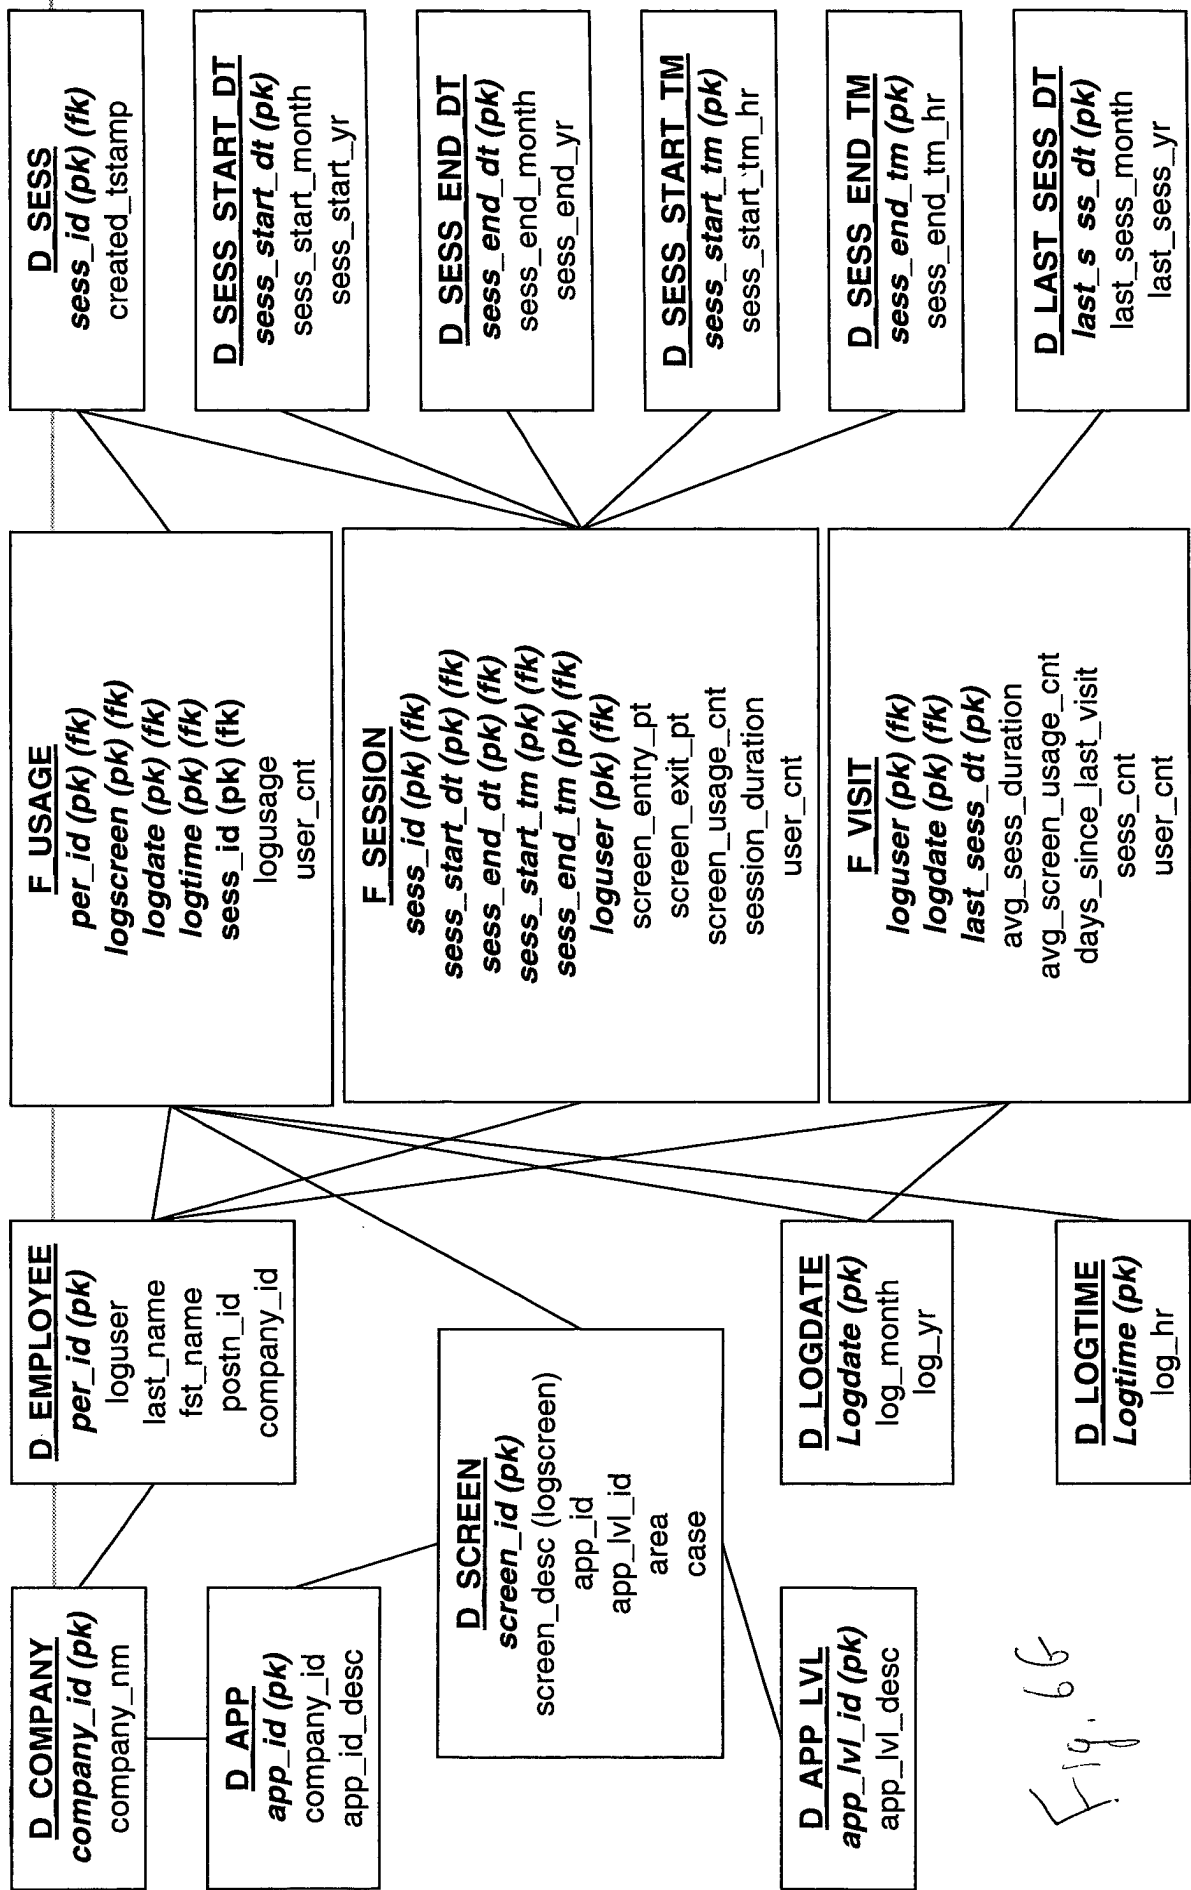 D_COMPANY
company_id (pk)
company_nm
D_APP
app_id (pk)
company_id
app_id_desc
D_SCREEN
screen_id (pk)
screen_desc (logscreen)
app_id
app_lvl_id
area
case
D_APP_LVL
app_lvl_id (pk)
app_lvl_desc
D_EMPLOYEE
per_id (pk)
loguser
last_name
fst_name
postn_id
company_id
D_LOGDATE
Logdate (pk)
log_month
log_yr
D_LOGTIME
Logtime (pk)
log_hr
F_USAGE
per_id (pk) (fk)
logscreen (pk) (fk)
logdate (pk) (fk)
logtime (pk) (fk)
sess_id (pk) (fk)
logusage
user_cnt
F_SESSION
sess_id (pk) (fk)
sess_start_dt (pk) (fk)
sess_end_dt (pk) (fk)
sess_start_tm (pk) (fk)
sess_end_tm (pk) (fk)
loguser (pk) (fk)
screen_entry_pt
screen_exit_pt
screen_usage_cnt
session_duration
user_cnt
F_VISIT
loguser (pk) (fk)
logdate (pk) (fk)
last_sess_dt (pk)
avg_sess_duration
avg_screen_usage_cnt
days_since_last_visit
sess_cnt
user_cnt
D_SESS
sess_id (pk) (fk)
created_tstamp
D_SESS_START_DT
sess_start_dt (pk)
sess_start_month
sess_start_yr
D_SESS_END_DT
sess_end_dt (pk)
sess_end_month
sess_end_yr
D_SESS_START_TM
sess_start_tm (pk)
sess_start_tm_hr
D_SESS_END_TM
sess_end_tm (pk)
sess_end_tm_hr
D_LAST_SESS_DT
last_s ss_dt (pk)
last_sess_month
last_sess_yr
Fig. 6G